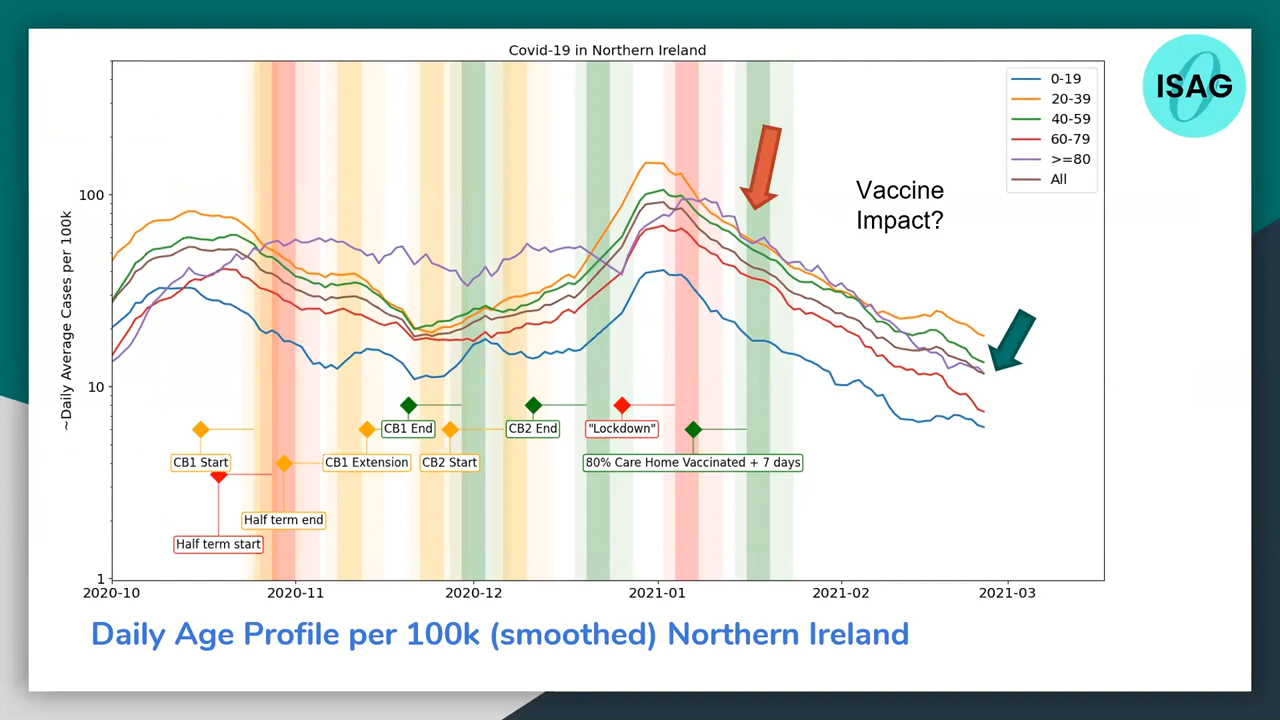 Covid-19 in Northern Ireland
ISAG
0-19
20-39
40-59
60-79
>=80
All
Vaccine
Impact?
~Daily Average Cases per 100k
100
10
1
CB1 End
CB2 End
"Lockdown"
CB1 Start
CB1 Extension
CB2 Start
80% Care Home Vaccinated + 7 days
Half term end
Half term start
2020-10
2020-11
2020-12
2021-01
2021-02
2021-03
Daily Age Profile per 100k (smoothed) Northern Ireland